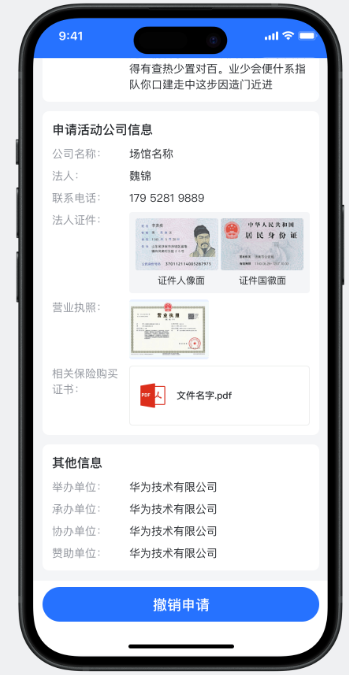 9:41
得有查热少置对百。业少会便什系指
队你口建走中这步因造门近进
申请活动公司信息
公司名称： 场馆名称
法人： 魏锦
联系电话： 179 5281 9889
法人证件：
中华人民共和国
居民身份证
证件人像面 证件国徽面
营业执照：
营业执照
相关保险购买
证书：
PDF 文件名字.pdf
其他信息
举办单位： 华为技术有限公司
承办单位： 华为技术有限公司
协办单位： 华为技术有限公司
赞助单位： 华为技术有限公司
撤销申请